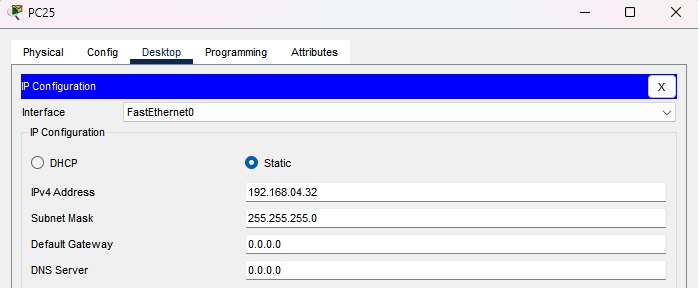 PC25
Physical Config Desktop Programming Attributes
IP Configuration X
Interface FastEthernet0
IP Configuration
DHCP Static
IPv4 Address 192.168.04.32
Subnet Mask 255.255.255.0
Default Gateway 0.0.0.0
DNS Server 0.0.0.0